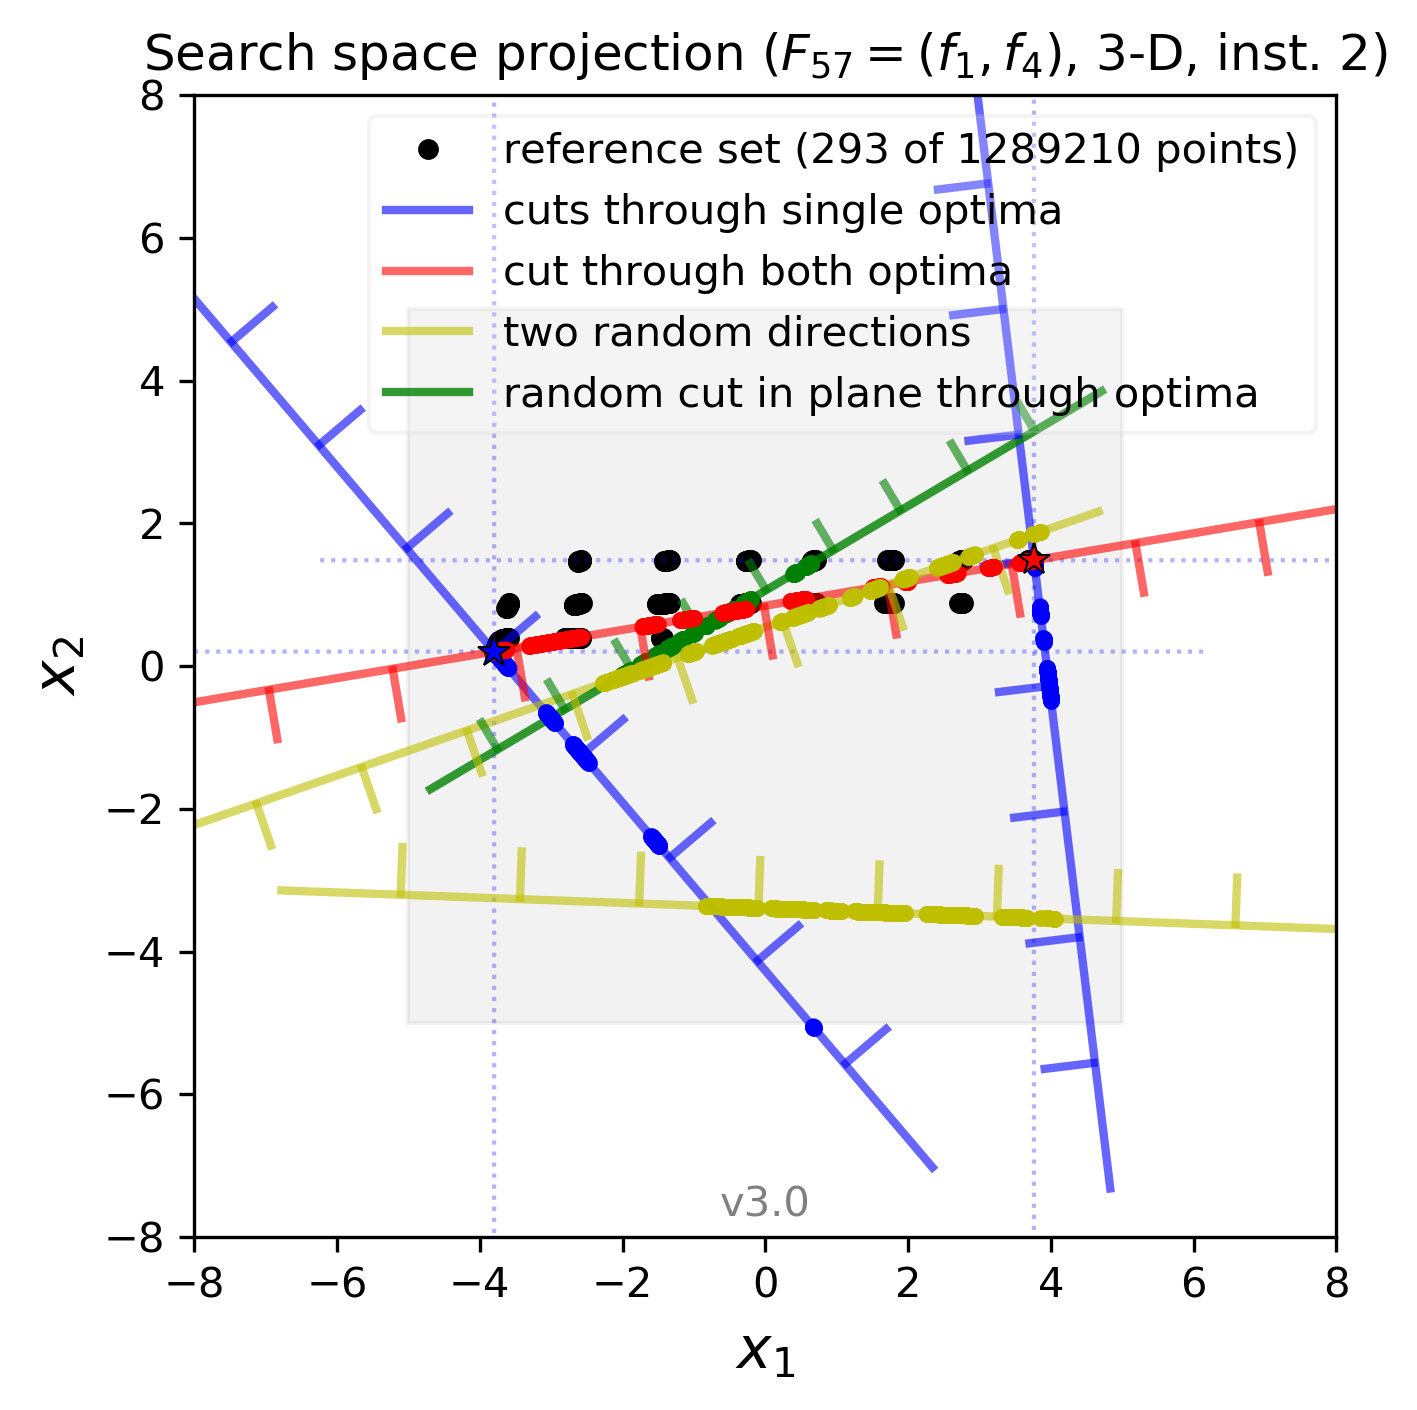 Search space projection (F₅₇ = (f₁, f₄), 3-D, inst. 2)
reference set (293 of 1289210 points)
cuts through single optima
cut through both optima
two random directions
random cut in plane through optima
8
6
4
2
0
−2
−4
−6
−8
x₂
v3.0
−8 −6 −4 −2 0 2 4 6 8
x₁